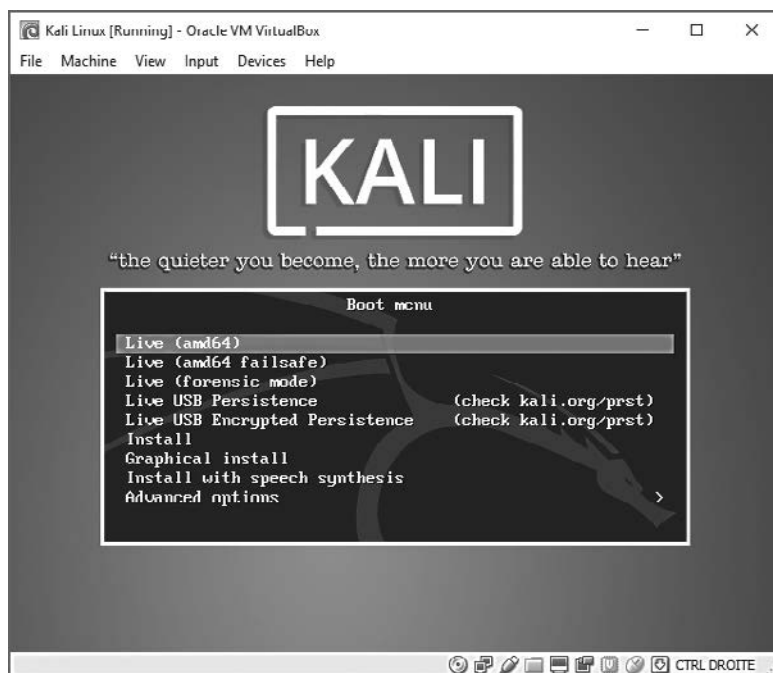 Kali Linux [Running] - Oracle VM VirtualBox
File Machine View Input Devices Help
KALI
“the quieter you become, the more you are able to hear”
Boot menu
Live (amd64)
Live (amd64 failsafe)
Live (forensic mode)
Live USB Persistence (check kali.org/prst)
Live USB Encrypted Persistence (check kali.org/prst)
Install
Graphical install
Install with speech synthesis
Advanced options >
CTRL DROITE